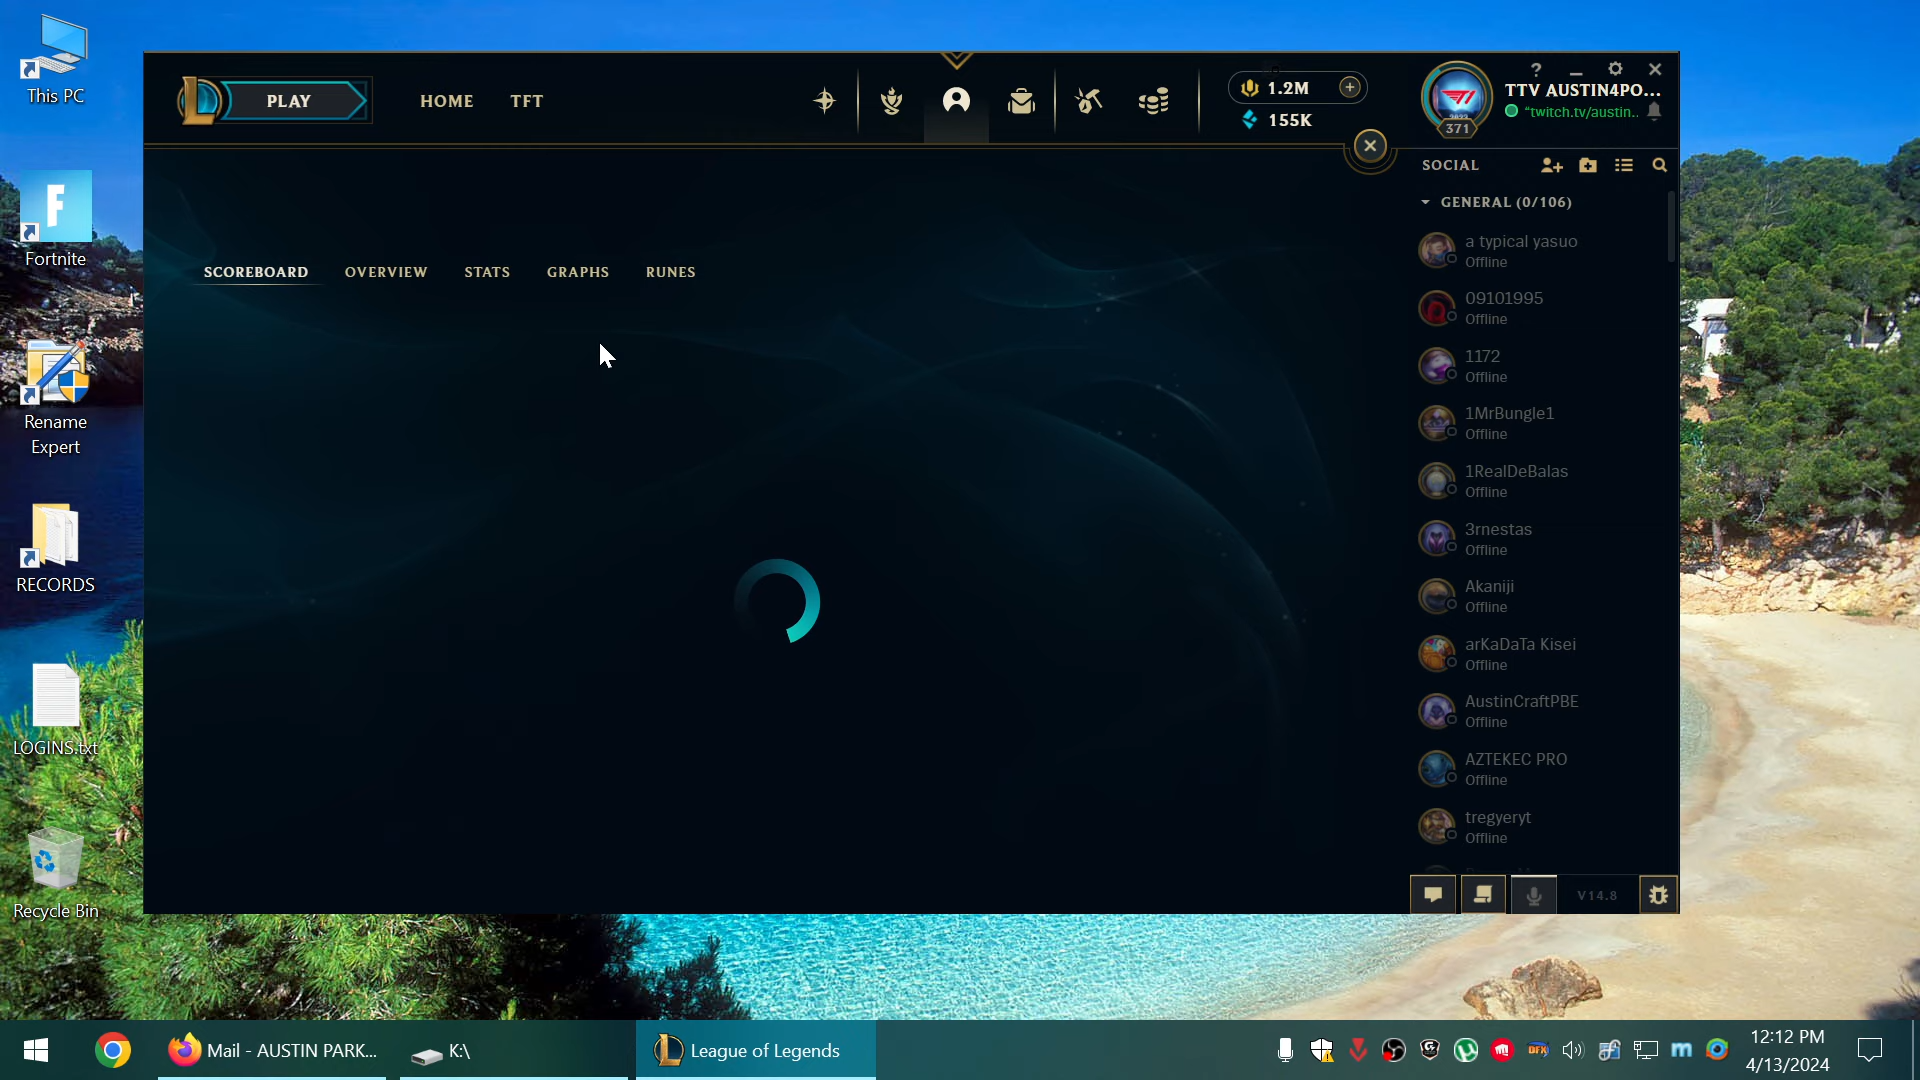 This PC
Fortnite
Rename
Expert
RECORDS
LOGINS.txt
Recycle Bin
PLAY
HOME
TFT
1.2M
155K
371
TTV AUSTIN4PO...
“twitch.tv/austin..
SOCIAL
GENERAL (0/106)
SCOREBOARD
OVERVIEW
STATS
GRAPHS
RUNES
a typical yasuo
Offline
09101995
Offline
1172
Offline
1MrBungle1
Offline
1RealDeBalas
Offline
3rnestas
Offline
Akaniji
Offline
arKaDaTa Kisei
Offline
AustinCraftPBE
Offline
AZTEKEC PRO
Offline
tregyeryt
Offline
V14.8
Mail - AUSTIN PARK...
K:\
League of Legends
DFX
12:12 PM
4/13/2024